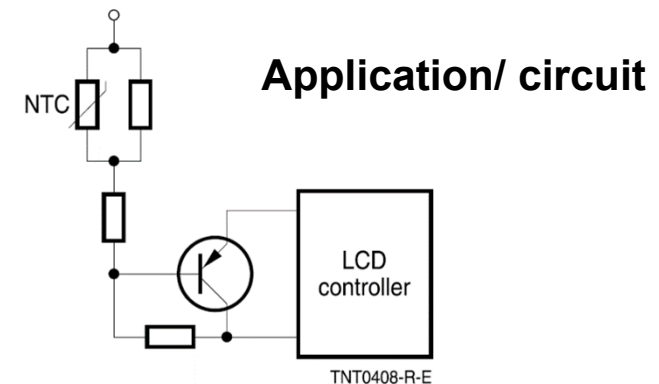 Application/ circuit
NTC
LCD
controller
TNT0408-R-E